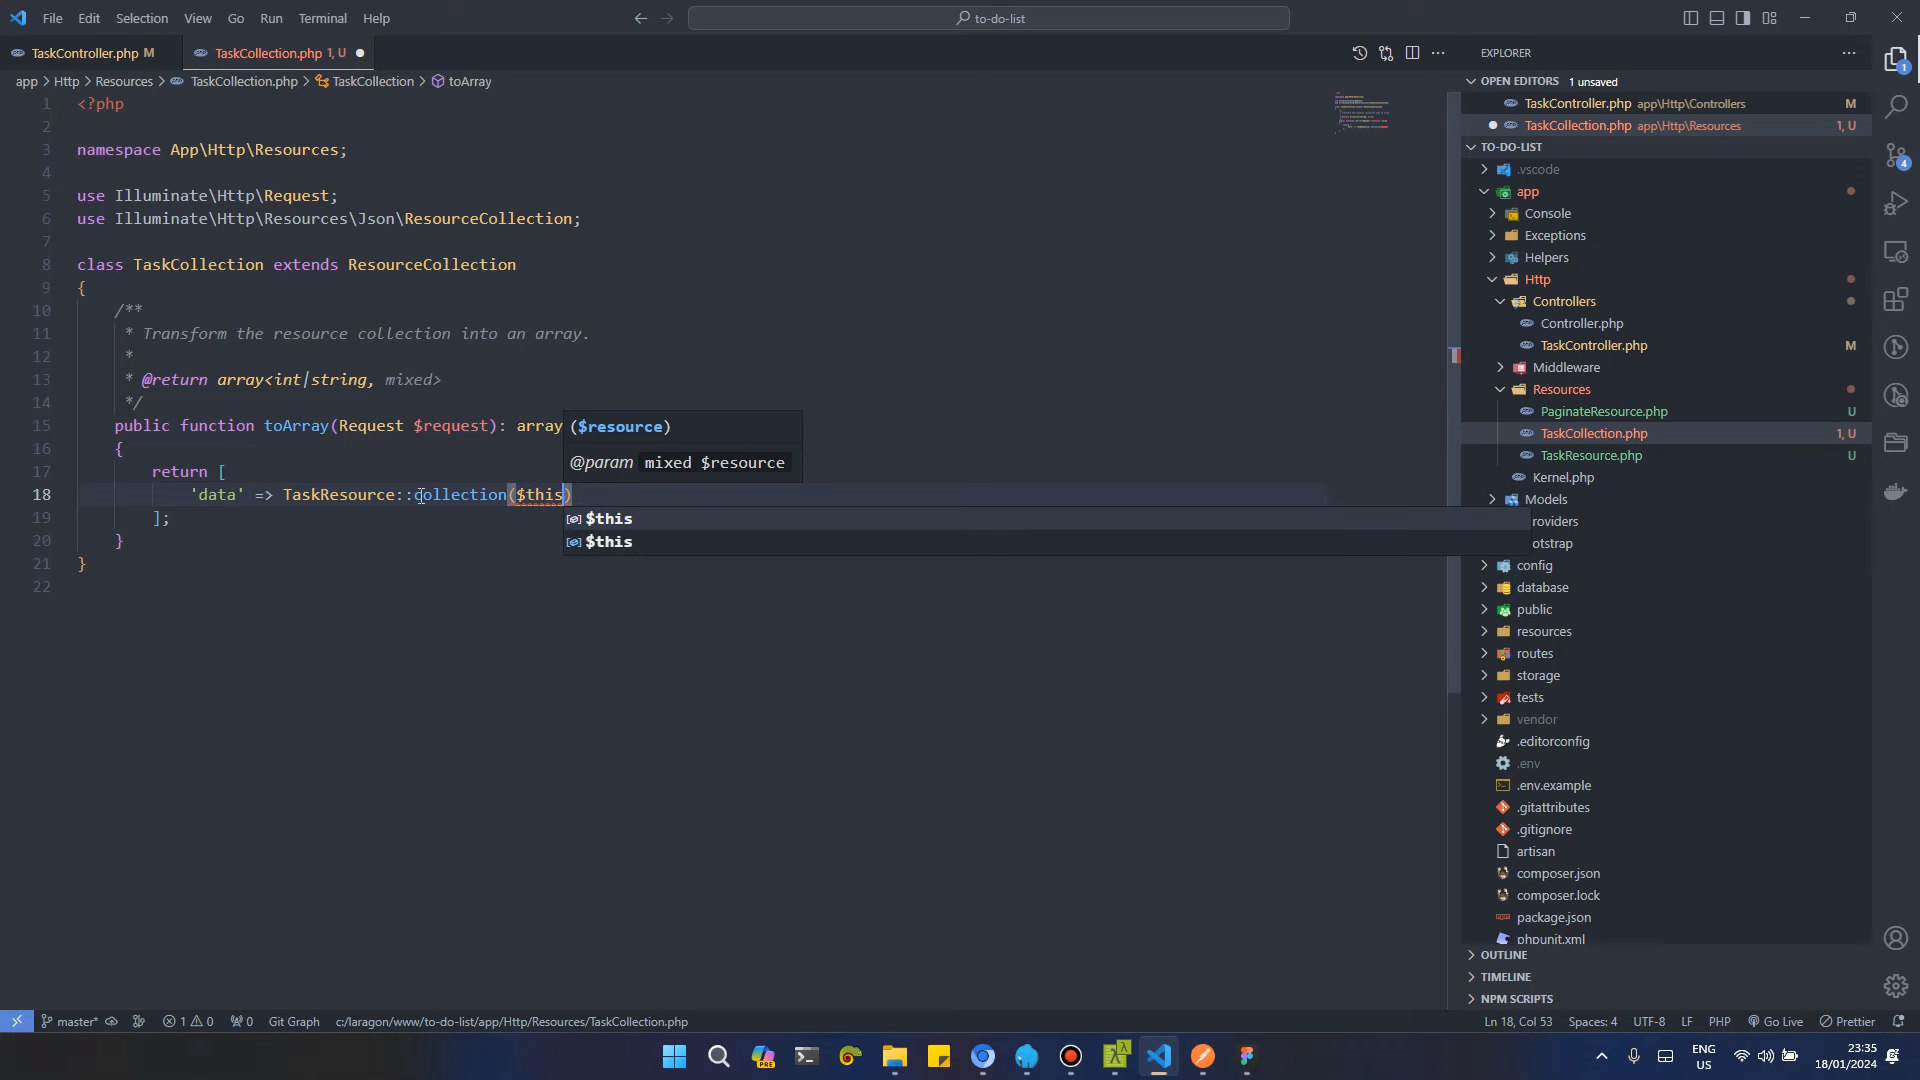 File Edit Selection View Go Run Terminal Help
to-do-list
TaskController.php M
TaskCollection.php 1, U
app > Http > Resources > TaskCollection.php > TaskCollection > toArray
1 <?php
2
3 namespace App\Http\Resources;
4
5 use Illuminate\Http\Request;
6 use Illuminate\Http\Resources\Json\ResourceCollection;
7
8 class TaskCollection extends ResourceCollection
9 {
10 /**
11 * Transform the resource collection into an array.
12 *
13 * @return array<int|string, mixed>
14 */
15 public function toArray(Request $request): array
16 {
17 return [
18 'data' => TaskResource::collection($this)
19 ];
20 }
21 }
22
($resource)
@param mixed $resource
$this
$this
EXPLORER
OPEN EDITORS 1 unsaved
TaskController.php app\Http\Controllers M
TaskCollection.php app\Http\Resources 1, U
TO-DO-LIST
.vscode
app
Console
Exceptions
Helpers
Http
Controllers
Controller.php
TaskController.php M
Middleware
Resources
PaginateResource.php U
TaskCollection.php 1, U
TaskResource.php U
Kernel.php
Models
roviders
otstrap
config
database
public
resources
routes
storage
tests
vendor
.editorconfig
.env
.env.example
.gitattributes
.gitignore
artisan
composer.json
composer.lock
package.json
phpunit.xml
OUTLINE
TIMELINE
NPM SCRIPTS
1
4
master* 1 0 0 Git Graph c:/laragon/www/to-do-list/app/Http/Resources/TaskCollection.php
Ln 18, Col 53 Spaces: 4 UTF-8 LF PHP Go Live Prettier
PRE
ENG
US
23:35
18/01/2024